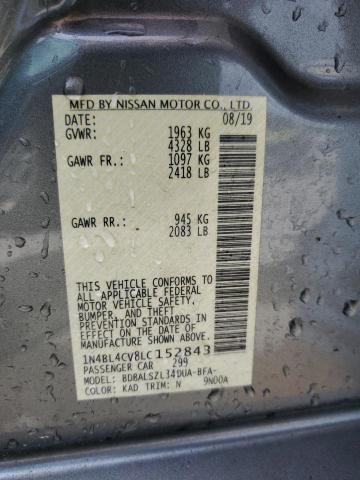 MFD BY NISSAN MOTOR CO., LTD.
DATE: 08/19
GVWR: 1963 KG
4328 LB
GAWR FR.: 1097 KG
2418 LB
GAWR RR.: 945 KG
2083 LB
THIS VEHICLE CONFORMS TO
ALL APPLICABLE FEDERAL
MOTOR VEHICLE SAFETY,
BUMPER, AND THEFT
PREVENTION STANDARDS IN
EFFECT ON THE DATE OF
MANUFACTURE SHOWN ABOVE.
1N4BL4CV8LC152843
PASSENGER CAR 299
MODEL: BDBALSZL34DUA-BFA-
COLOR: KAD TRIM: N 9N00A